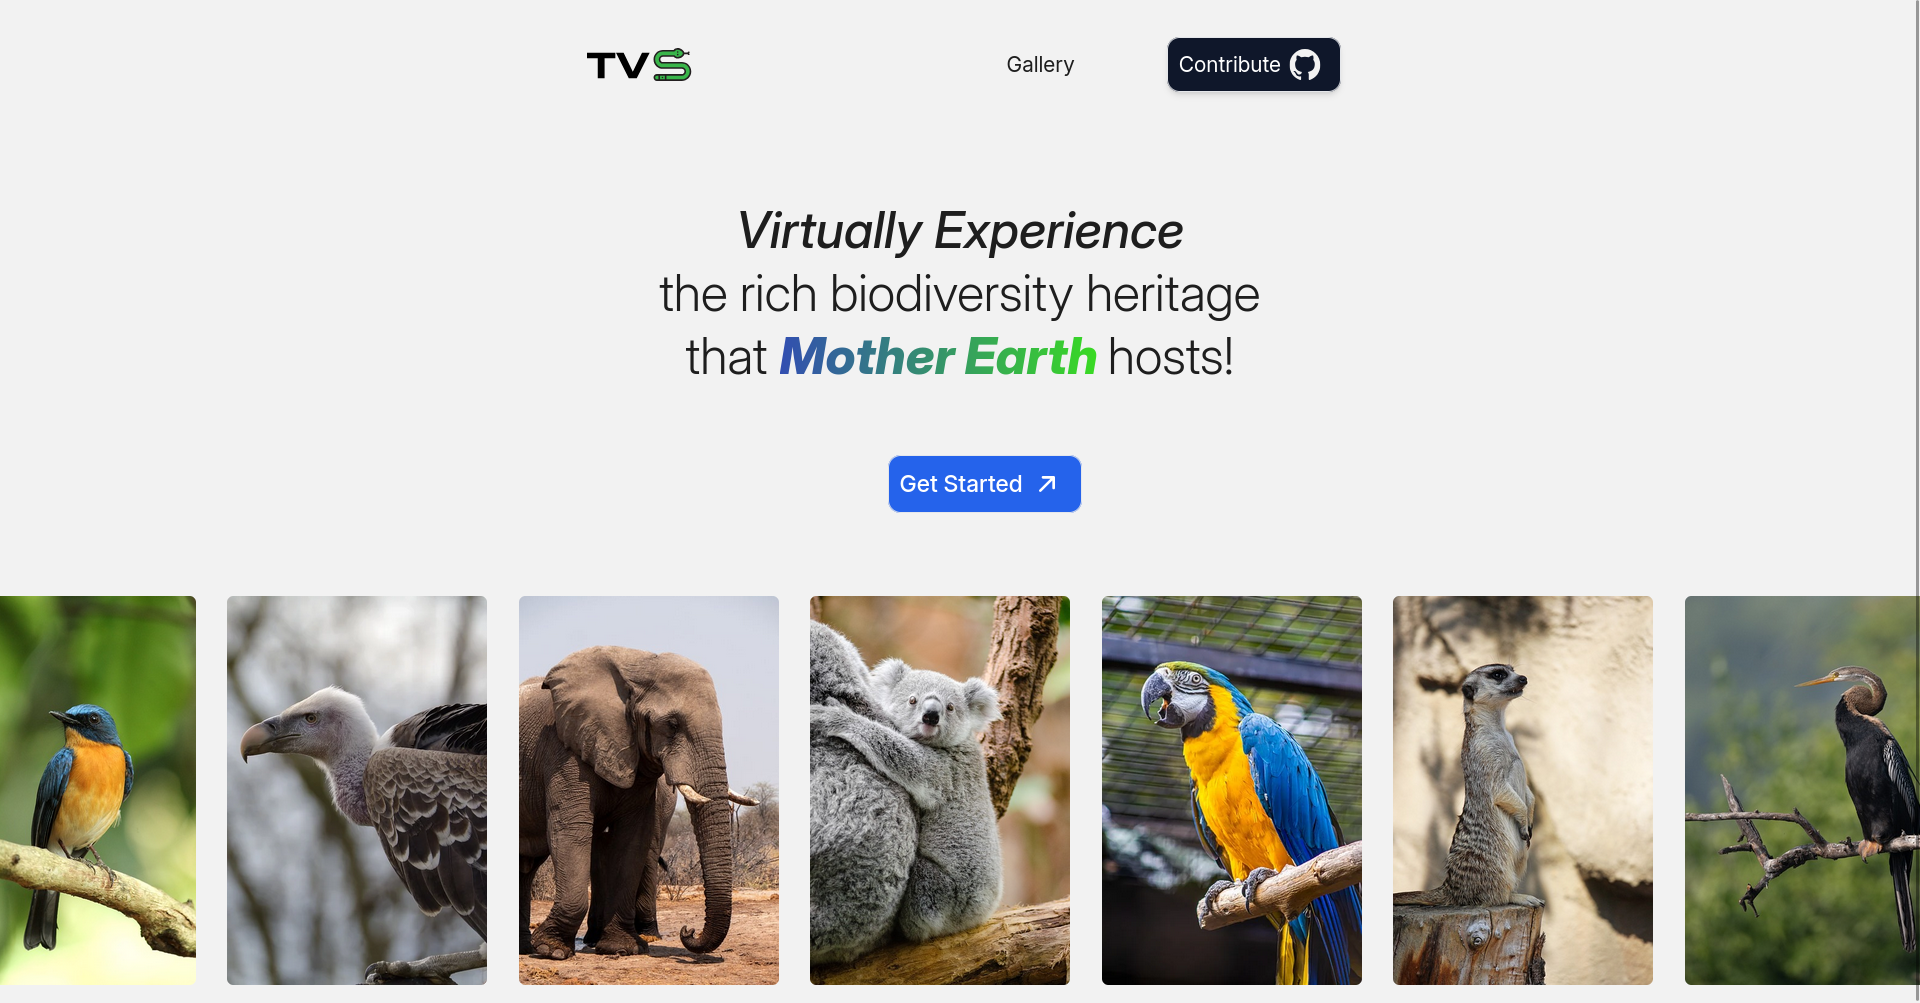 TVS
Gallery
Contribute
Virtually Experience
the rich biodiversity heritage
that Mother Earth hosts!
Get Started